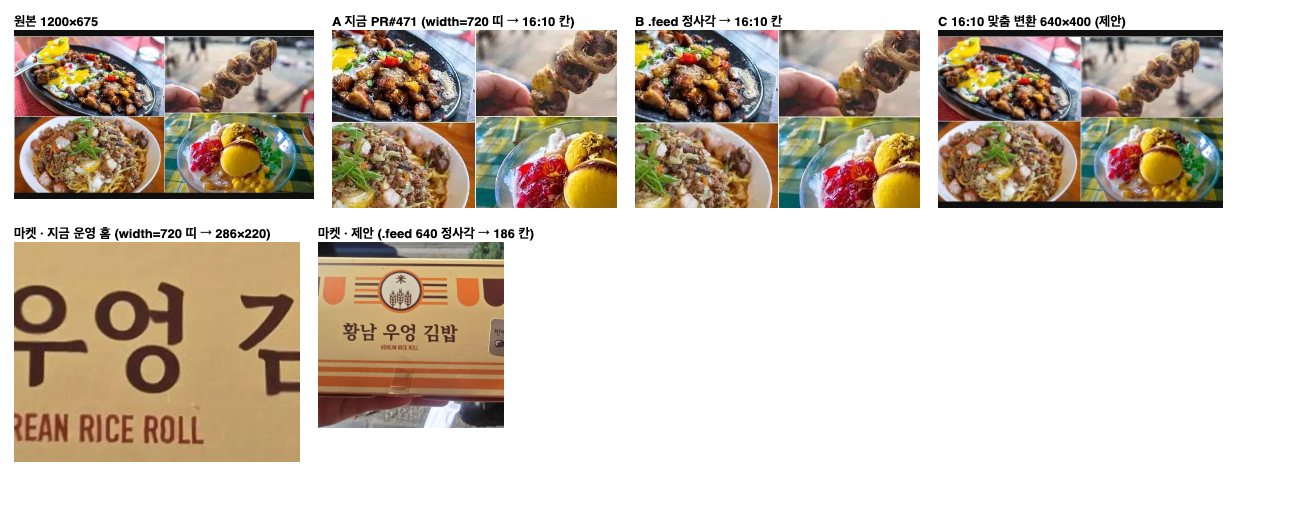 원본 1200×675
A 지금 PR#471 (width=720 띠 → 16:10 칸)
B .feed 정사각 → 16:10 칸
C 16:10 맞춤 변환 640×400 (제안)
마켓 · 지금 운영 홈 (width=720 띠 → 286×220)
마켓 · 제안 (.feed 640 정사각 → 186 칸)
우엉 김
REAN RICE ROLL
米
황남 우엉 김밥
KOREAN RICE ROLL